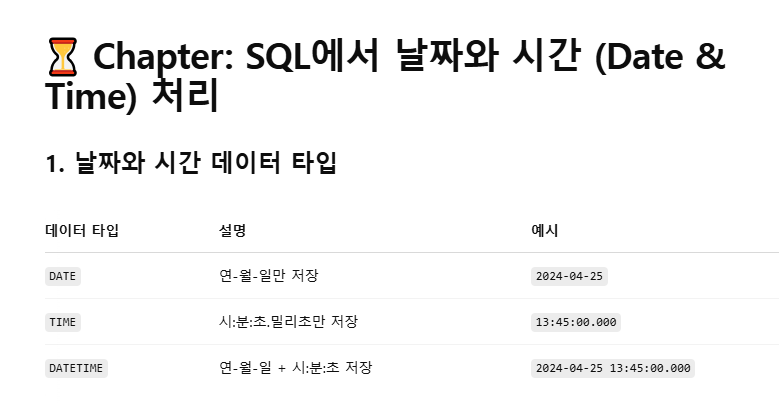 ⏳ Chapter: SQL에서 날짜와 시간 (Date &
Time) 처리
1. 날짜와 시간 데이터 타입
데이터 타입 설명 예시
DATE 연-월-일만 저장 2024-04-25
TIME 시:분:초.밀리초만 저장 13:45:00.000
DATETIME 연-월-일 + 시:분:초 저장 2024-04-25 13:45:00.000